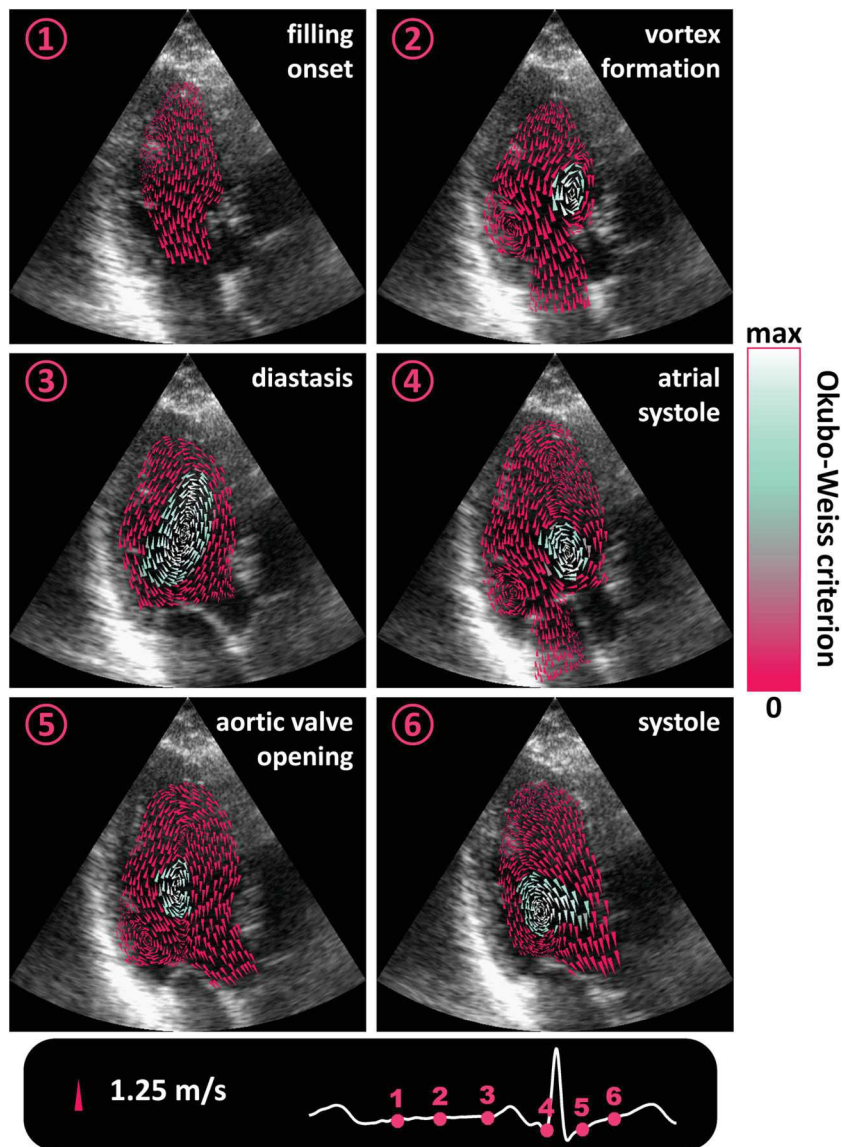 1
filling
onset
2
vortex
formation
3
diastasis
4
atrial
systole
max
Okubo-Weiss criterion
0
5
aortic valve
opening
6
systole
1.25 m/s
1 2 3 4 5 6